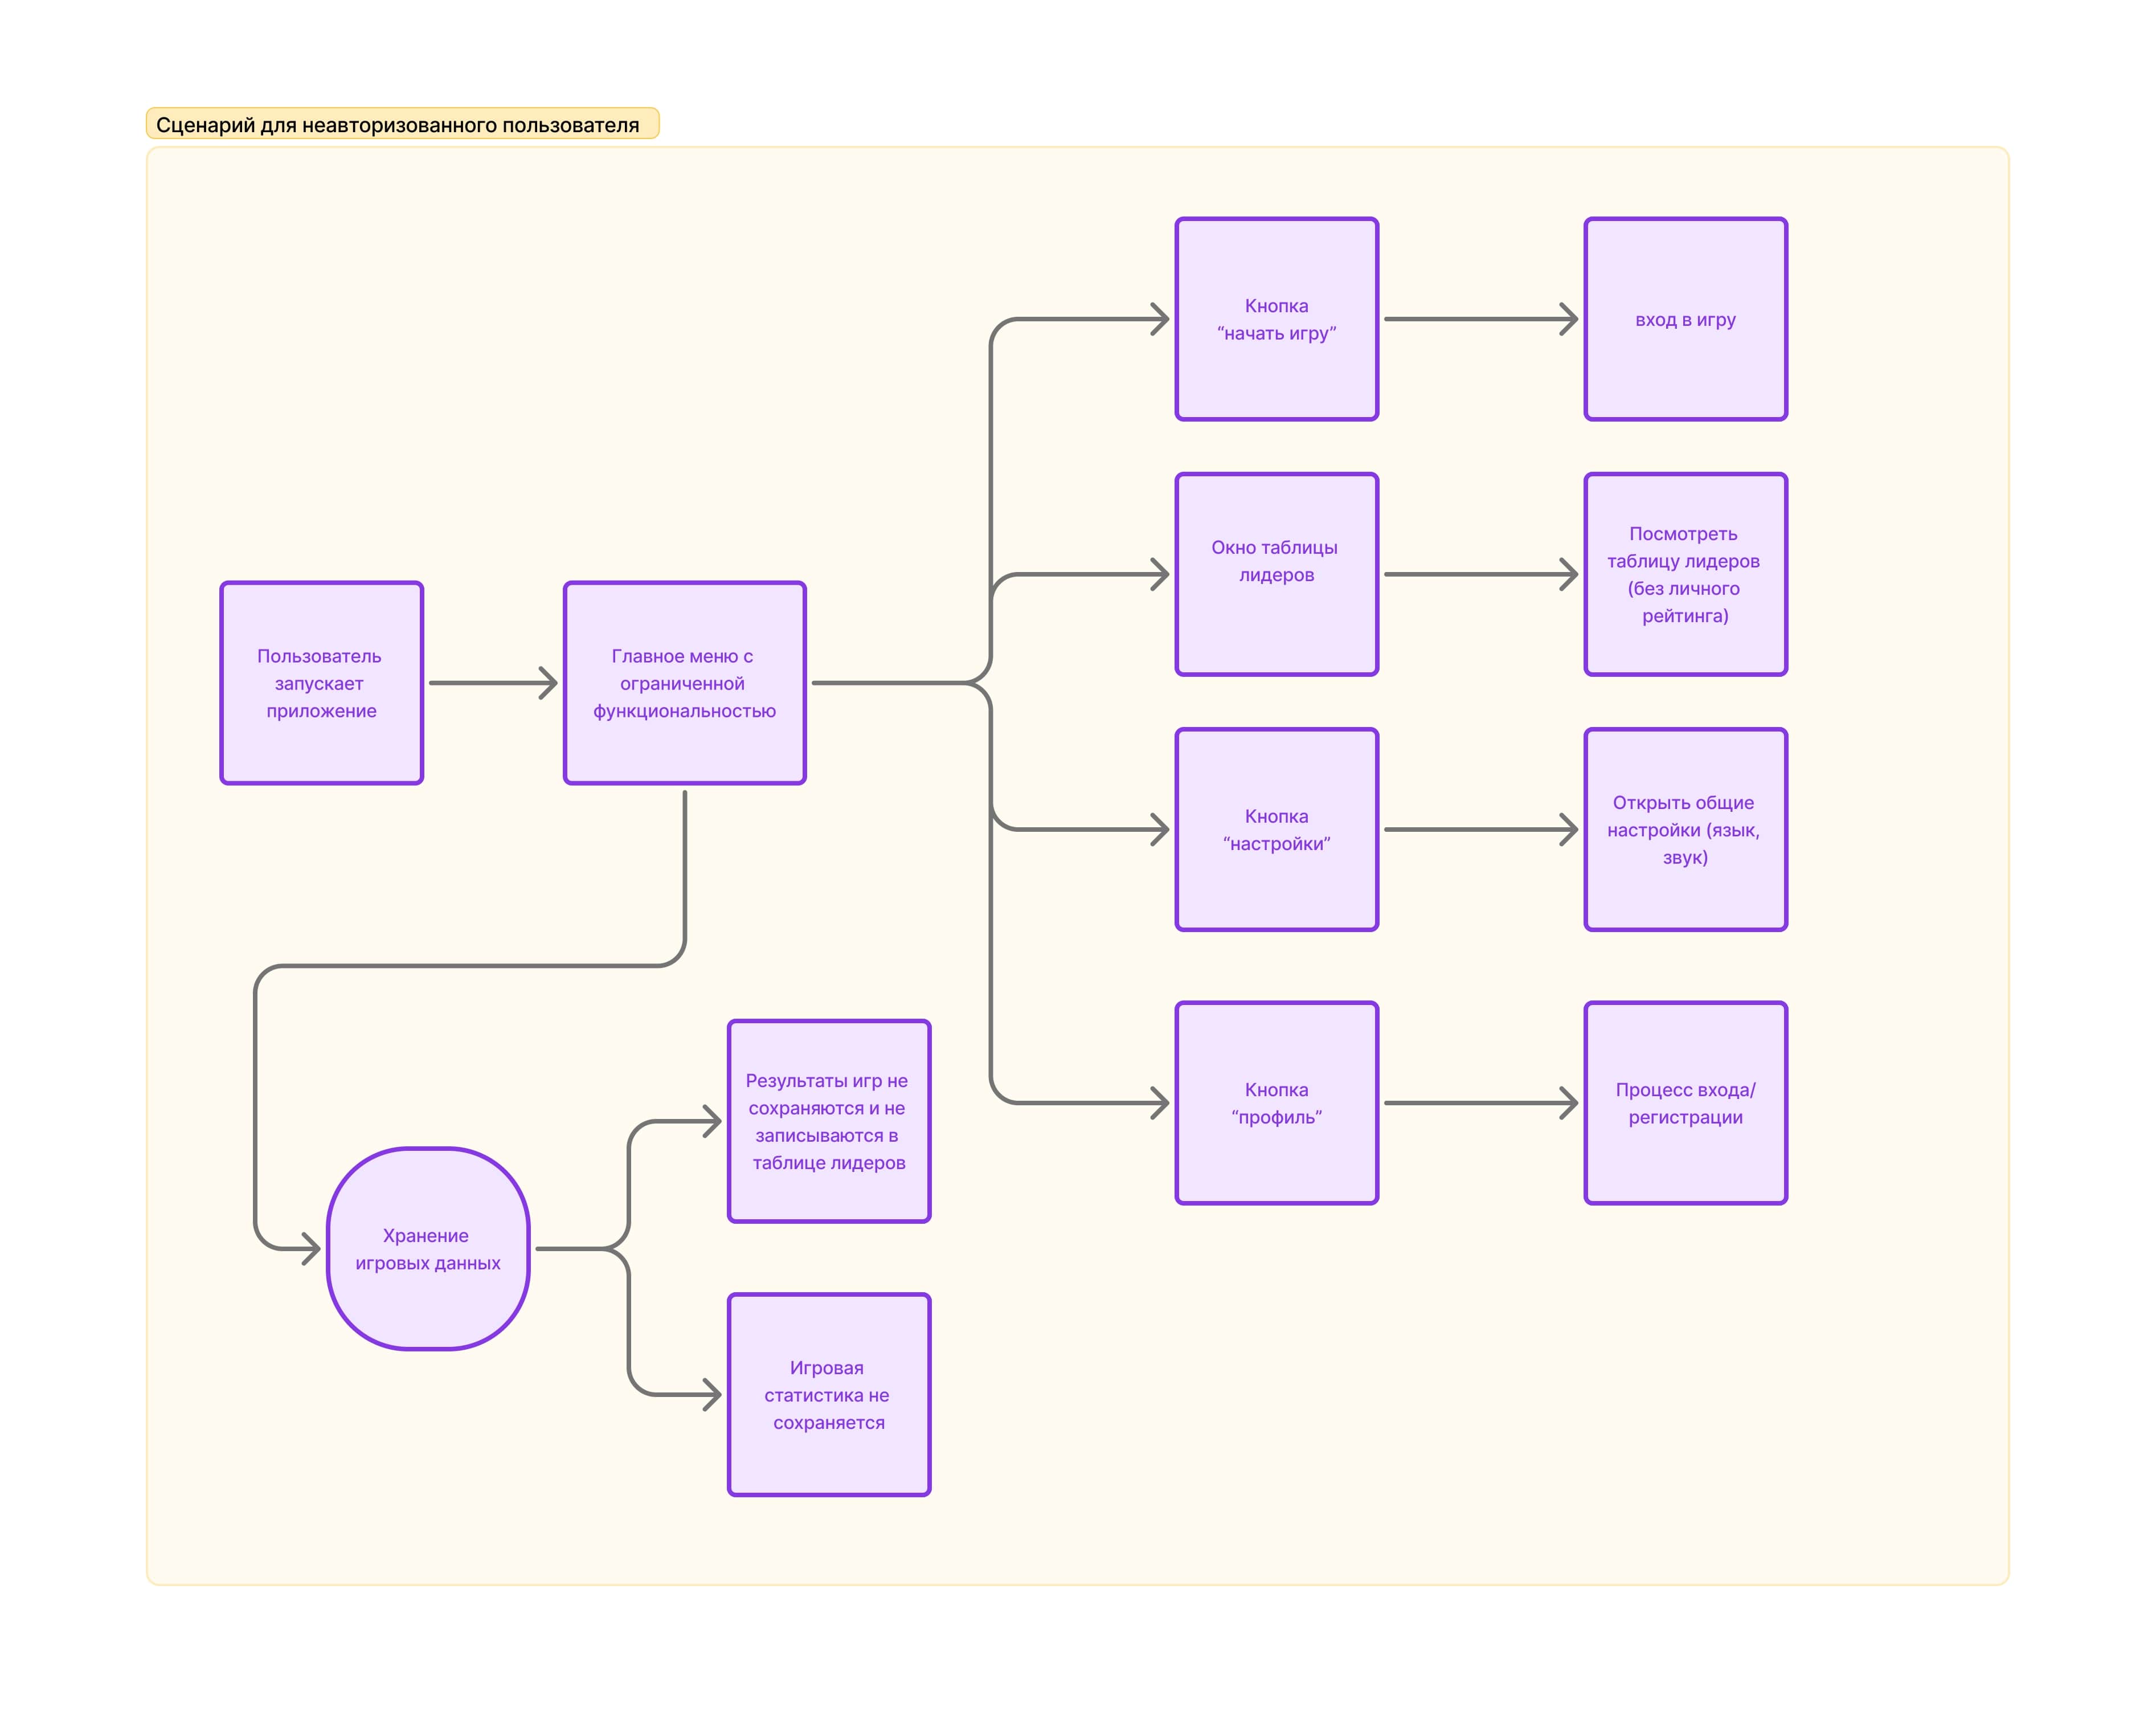 Сценарий для неавторизованного пользователя
Кнопка
“начать игру”
вход в игру
Окно таблицы
лидеров
Посмотреть
таблицу лидеров
(без личного
рейтинга)
Пользователь
запускает
приложение
Главное меню с
ограниченной
функциональностью
Кнопка
“настройки”
Открыть общие
настройки (язык,
звук)
Кнопка
“профиль”
Процесс входа/
регистрации
Результаты игр не
сохраняются и не
записываются в
таблице лидеров
Хранение
игровых данных
Игровая
статистика не
сохраняется